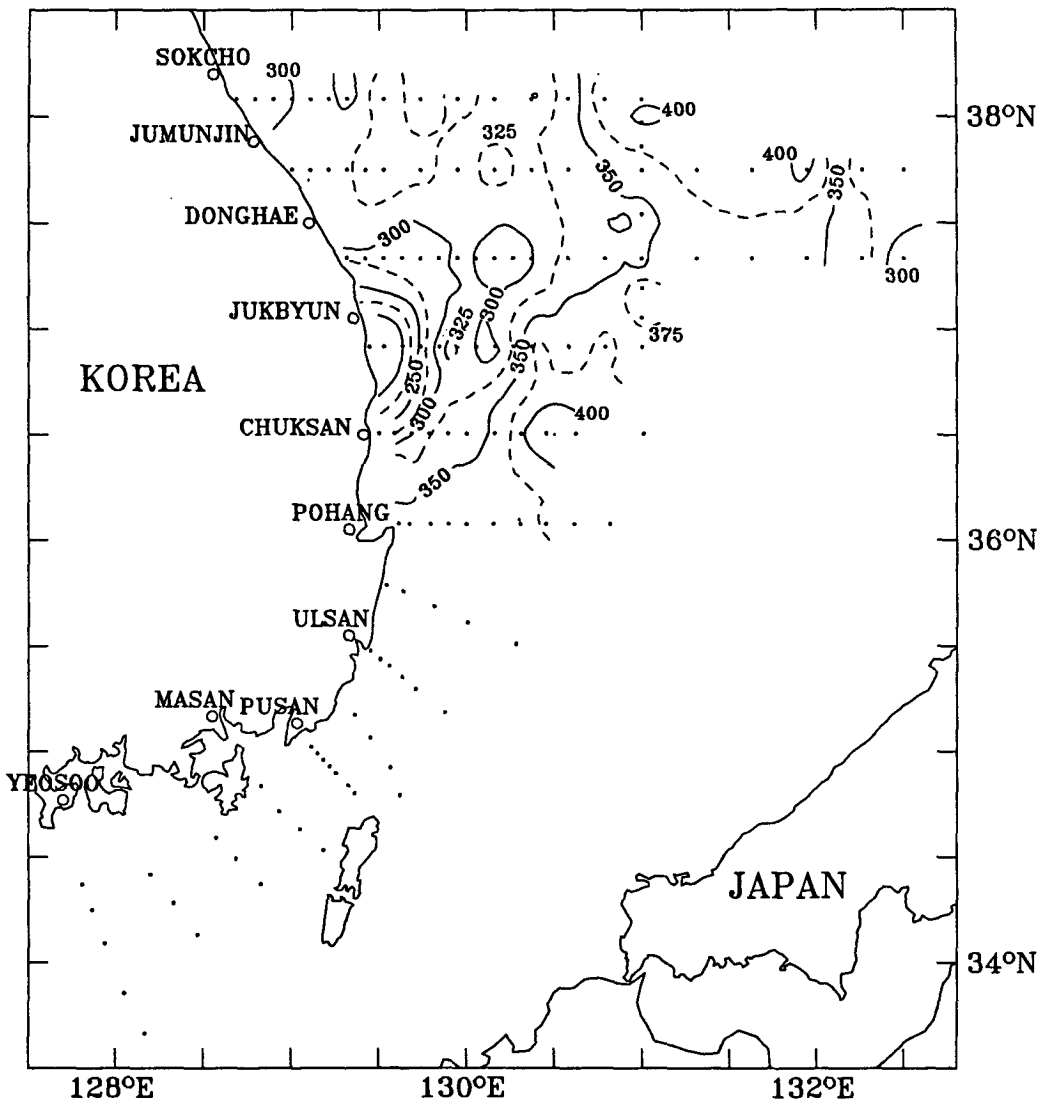 SOKCHO
300
400
38°N
JUMUNJIN
325
400
350
350
DONGHAE
300
300
JUKBYUN
300
325
375
350
KOREA
250
400
300
CHUKSAN
350
POHANG
36°N
ULSAN
MASAN
PUSAN
YEOSOO
JAPAN
34°N
128°E
130°E
132°E